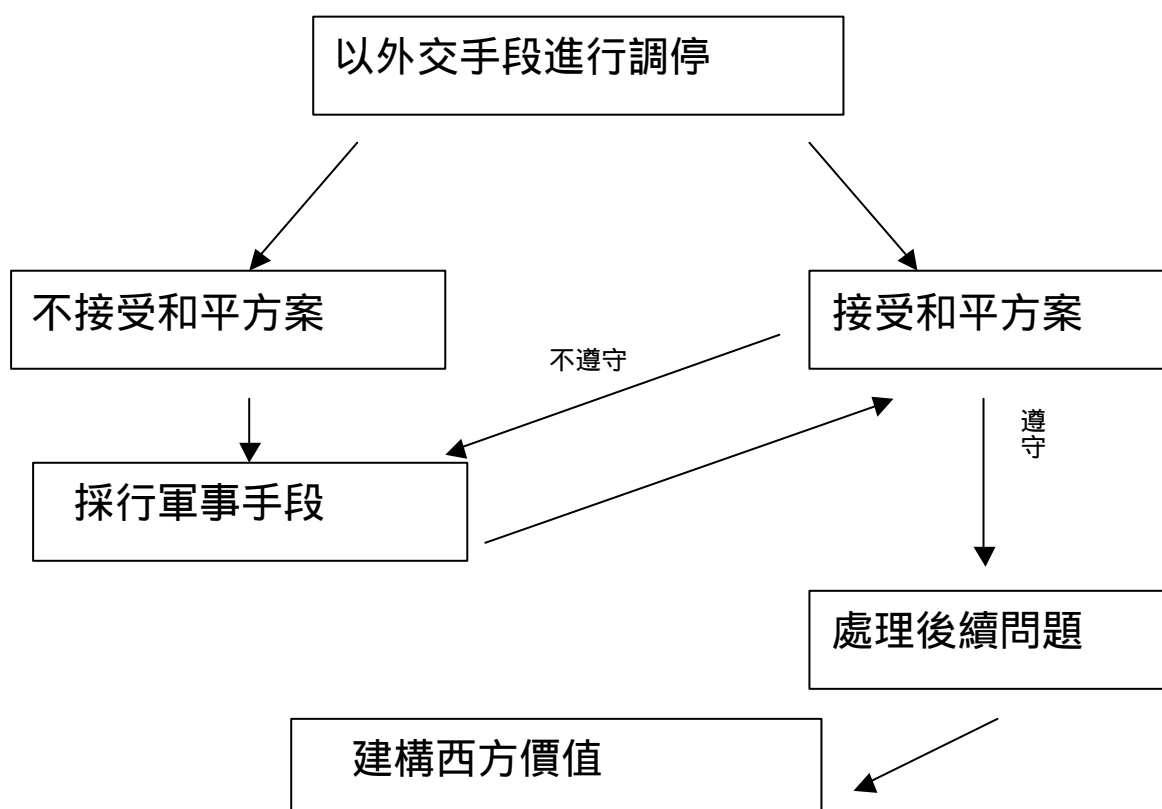 以外交手段進行調停
不接受和平方案
接受和平方案
不遵守
遵守
採行軍事手段
處理後續問題
建構西方價值